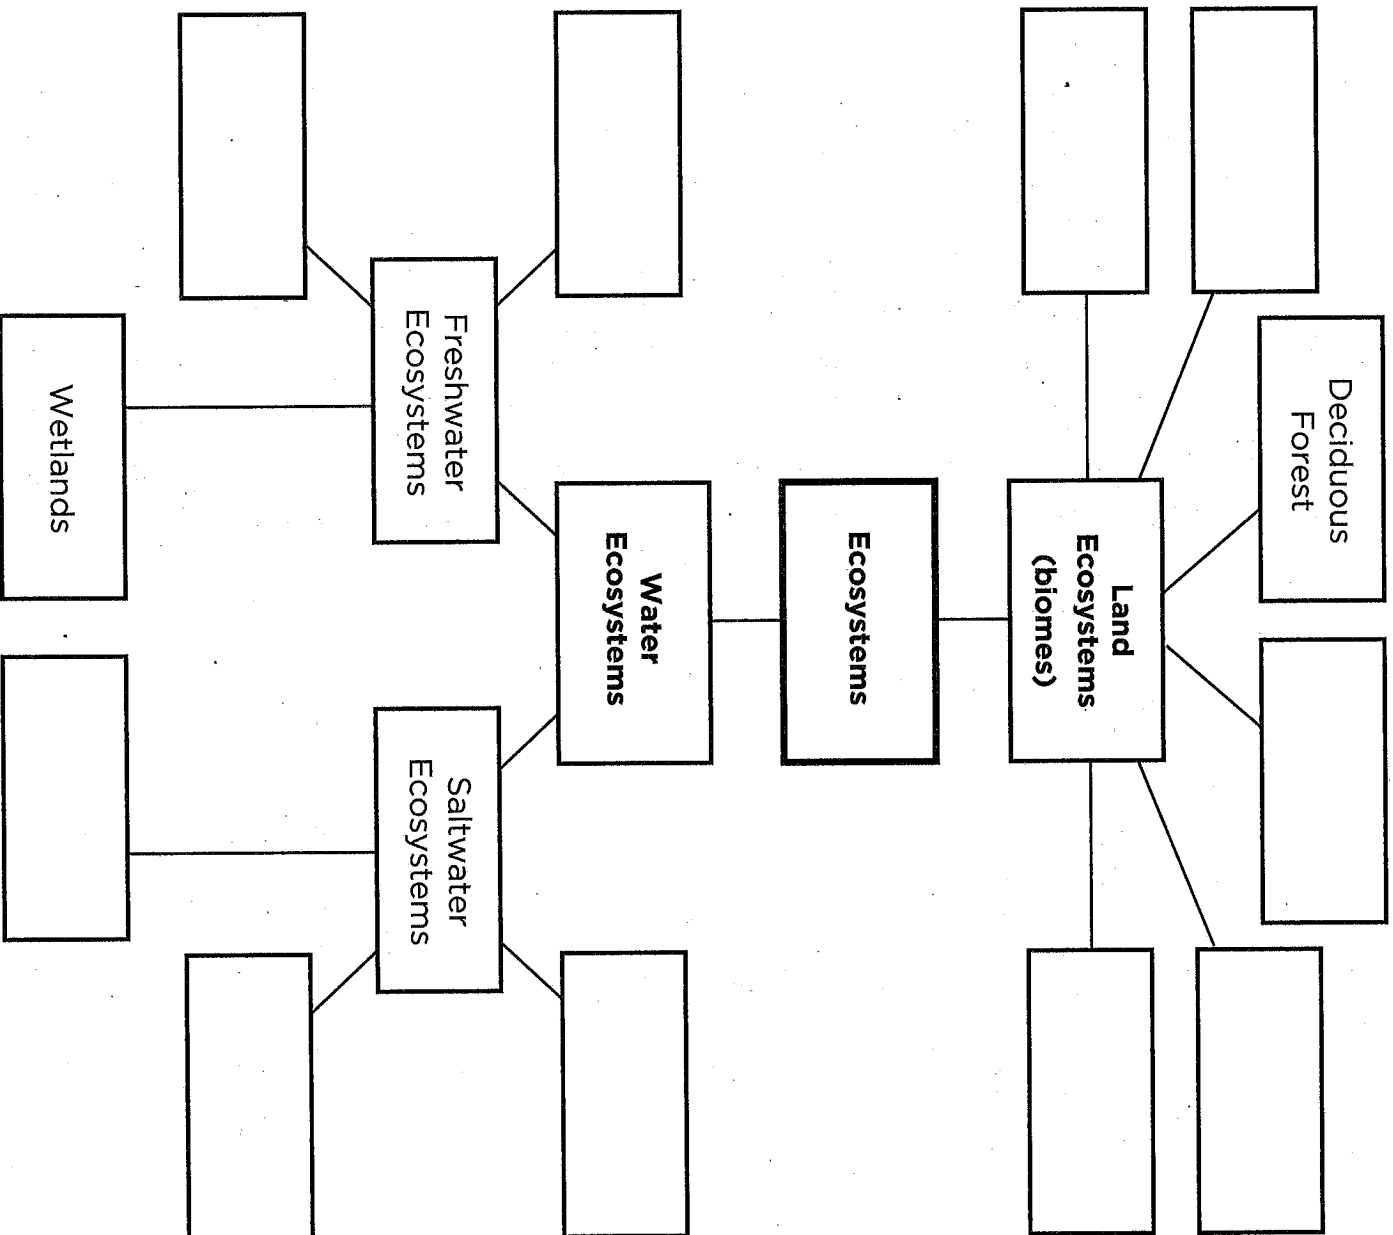 Deciduous
Forest
Land
Ecosystems
(biomes)
Ecosystems
Water
Ecosystems
Freshwater
Ecosystems
Saltwater
Ecosystems
Wetlands